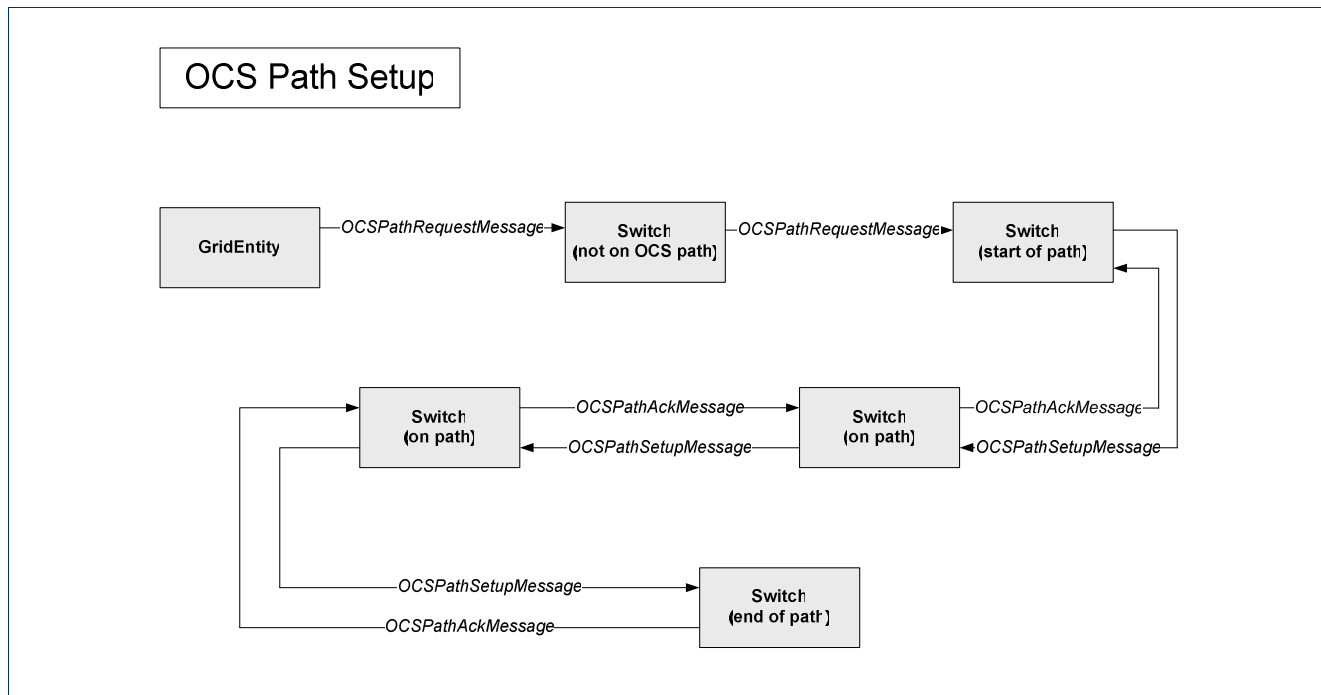 OCS Path Setup
GridEntity
OCSPathRequestMessage
Switch
(not on OCS path)
OCSPathRequestMessage
Switch
(start of path)
Switch
(on path)
OCSPathAckMessage
OCSPathSetupMessage
Switch
(on path)
OCSPathAckMessage
OCSPathSetupMessage
OCSPathSetupMessage
OCSPathAckMessage
Switch
(end of path)